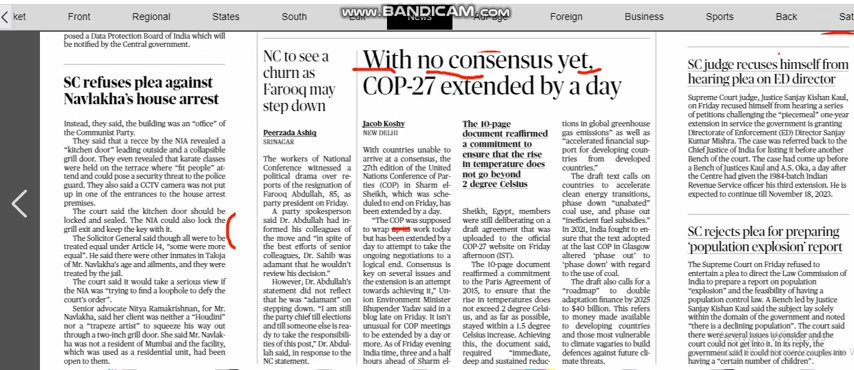 ket Front Regional States South Edit News AdPage Foreign Business Sports Back Sat
WWW.BANDICAM.COM
posed a Data Protection Board of India which will
be notified by the Central government.
SC refuses plea against
Navlakha's house arrest
Instead, they said, the building was an "office" of
the Communist Party.
They said that a recce by the NIA revealed a
"kitchen door" leading outside and a collapsible
grill door. They even revealed that karate classes
were held on the terrace where "fit people" at-
tend and could pose a security threat to the police
guard. They also said a CCTV camera was not put
up in one of the entrances to the house arrest
premises.
The court said the kitchen door should be
locked and sealed. The NIA could also lock the
grill exit and keep the key with it.
The Solicitor General said though all were to be
treated equal under Article 14, "some were more
equal". He said there were other inmates in Taloja
of Mr. Navlakha's age and ailments, and they were
treated by the jail.
The court said it would take a serious view if
the NIA was "trying to find a loophole to defy the
court's order".
Senior advocate Nitya Ramakrishnan, for Mr.
Navlakha, said her client was neither a "Houdini"
nor a "trapeze artist" to squeeze his way out
through a two-inch grill door. She said Mr. Navlak-
ha was not a resident of Mumbai and the facility,
which was used as a residential unit, had been
open to them.
NC to see a
churn as
Farooq may
step down
Peerzada Ashiq
SRINAGAR
The workers of National
Conference witnessed a
political drama over re-
ports of the resignation of
Farooq Abdullah, 85, as
party president on Friday.
A party spokesperson
said Dr. Abdullah had in-
formed his colleagues of
the move and "in spite of
the best efforts of senior
colleagues, Dr. Sahib was
adamant that he wouldn't
review his decision."
However, Dr. Abdullah's
statement did not reflect
that he was "adamant" on
stepping down. "I am still
the party chief till elections
and till someone else is rea-
dy to take the responsibili-
ties of this post," Dr. Abdul-
lah said, in response to the
NC statement.
With no consensus yet,
COP-27 extended by a day
Jacob Koshy
NEW DELHI
With countries unable to
arrive at a consensus, the
27th edition of the United
Nations Conference of Par-
ties (COP) in Sharm el-
Sheikh, which was sche-
duled to end on Friday, has
been extended by a day.
"The COP was supposed
to wrap up its work today
but has been extended by a
day to attempt to take the
ongoing negotiations to a
logical end. Consensus is
key on several issues and
the extension is an attempt
towards achieving it," Un-
ion Environment Minister
Bhupender Yadav said in a
blog late on Friday. It isn't
unusual for COP meetings
to be extended by a day or
more. As of Friday evening
India time, three and a half
hours ahead of Sharm el-
The 10-page
document reaffirmed
a commitment to
ensure that the rise
in temperature does
not go beyond
2 degree Celsius
Sheikh, Egypt, members
were still deliberating on a
draft agreement that was
uploaded to the official
COP-27 website on Friday
afternoon (IST).
The 10-page document
reaffirmed a commitment
to the Paris Agreement of
2015, to ensure that the
rise in temperatures does
not exceed 2 degree Celsi-
us, and as far as possible,
stayed within a 1.5 degree
Celsius increase. Achieving
this, the document said,
required "immediate,
deep and sustained reduc-
tions in global greenhouse
gas emissions" as well as
"accelerated financial sup-
port for developing coun-
tries from developed
countries."
The draft text calls for
countries to accelerate
clean energy transitions,
phase down "unabated"
coal use, and phase out
"inefficient fuel subsidies."
In 2021, India fought to
ensure that the text adopted
at the last COP in Glasgow
altered 'phase out' to
'phase down' with regard
to the use of coal.
The draft also calls for a
"roadmap" to double
adaptation finance by 2025
to $40 billion. This refers
to money made available
to developing countries
and those most vulnerable
to climate vagaries to build
defences against future cli-
mate threats.
SC judge recuses himself from
hearing plea on ED director
Supreme Court judge, Justice Sanjay Kishan Kaul,
on Friday recused himself from hearing a series
of petitions challenging the "piecemeal" one-year
extension in service the government is granting
Directorate of Enforcement (ED) Director Sanjay
Kumar Mishra. The case was referred back to the
Chief Justice of India for listing it before another
Bench of the court. The case had come up before
a Bench of Justices Kaul and A.S. Oka, a day after
the Centre had given the 1984-batch Indian
Revenue Service officer his third extension. He is
expected to continue till November 18, 2023.
SC rejects plea for preparing
'population explosion' report
The Supreme Court on Friday refused to
entertain a plea to direct the Law Commission of
India to prepare a report on "population
explosion" and the feasibility of having a
population control law. A Bench led by Justice
Sanjay Kishan Kaul said the subject lay solely
within the domain of the government and noted
"there is a declining population". The court said
there were several issues to consider and the
court could not get into it. In its reply, the
government said it could not force couples into
having a "certain number of children".